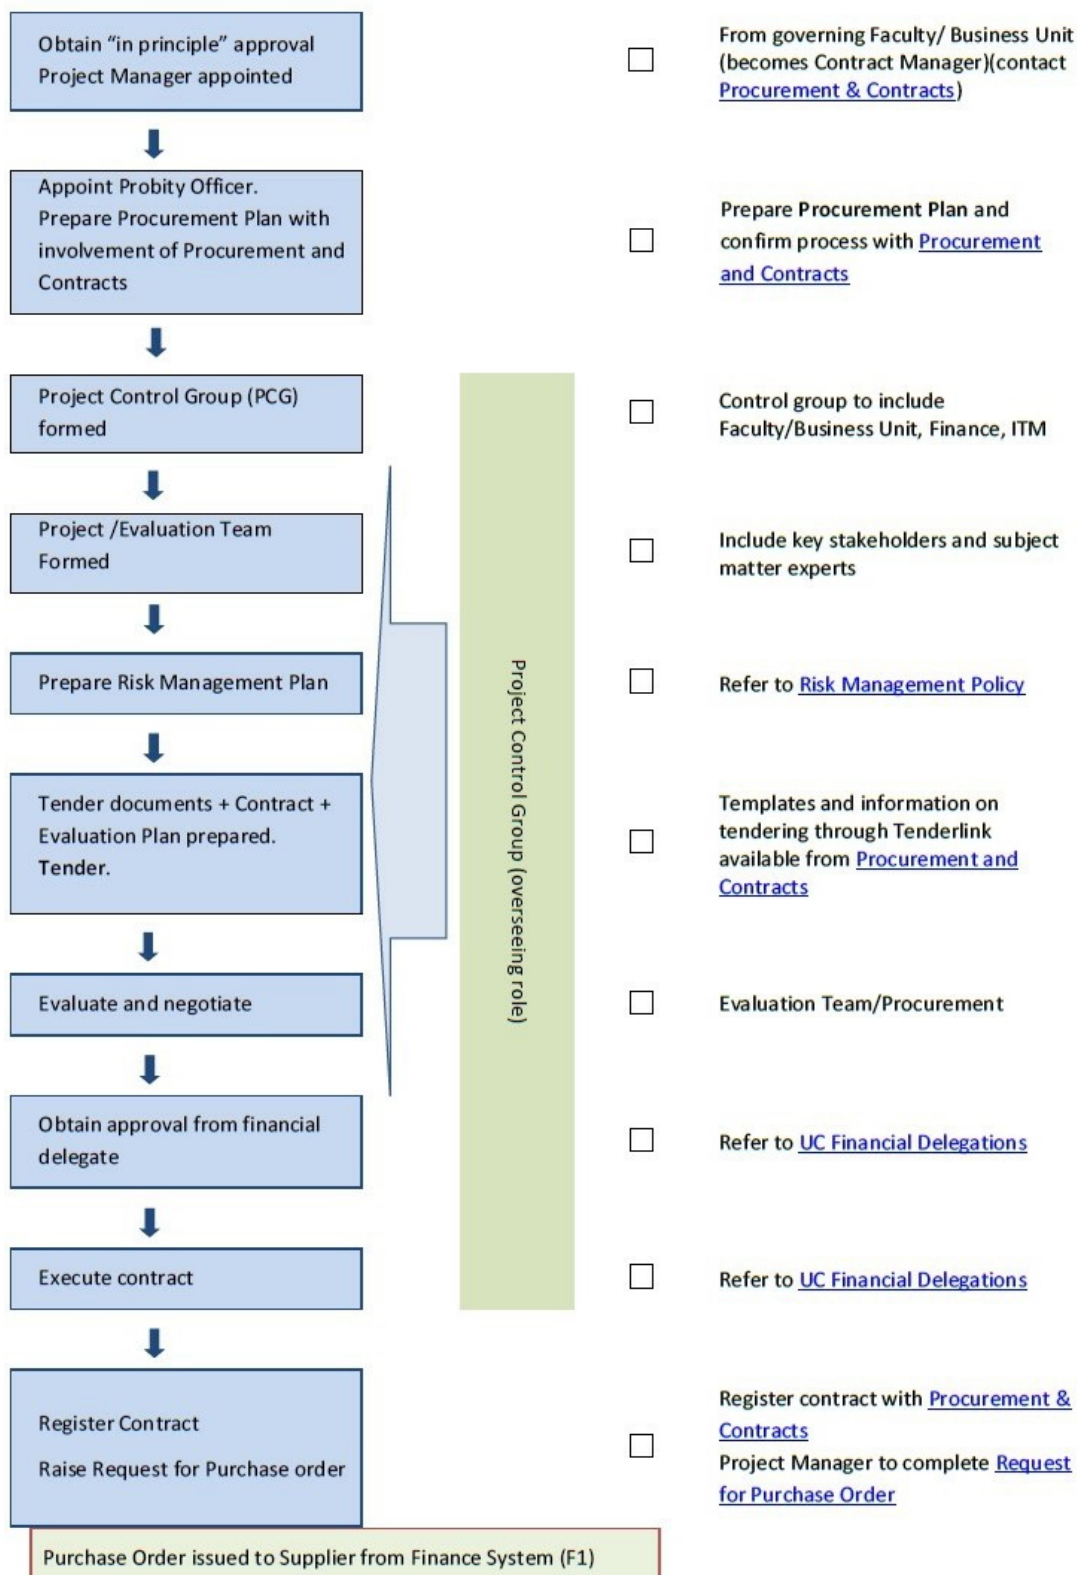 Obtain “in principle” approval
Project Manager appointed
From governing Faculty/ Business Unit
(becomes Contract Manager)(contact
Procurement & Contracts)
Appoint Probity Officer.
Prepare Procurement Plan with
involvement of Procurement and
Contracts
Prepare Procurement Plan and
confirm process with Procurement
and Contracts
Project Control Group (PCG)
formed
Control group to include
Faculty/Business Unit, Finance, ITM
Project /Evaluation Team
Formed
Include key stakeholders and subject
matter experts
Prepare Risk Management Plan
Refer to Risk Management Policy
Project Control Group (overseeing role)
Tender documents + Contract +
Evaluation Plan prepared.
Tender.
Templates and information on
tendering through Tenderlink
available from Procurement and
Contracts
Evaluate and negotiate
Evaluation Team/Procurement
Obtain approval from financial
delegate
Refer to UC Financial Delegations
Execute contract
Refer to UC Financial Delegations
Register Contract
Raise Request for Purchase order
Register contract with Procurement &
Contracts
Project Manager to complete Request
for Purchase Order
Purchase Order issued to Supplier from Finance System (F1)